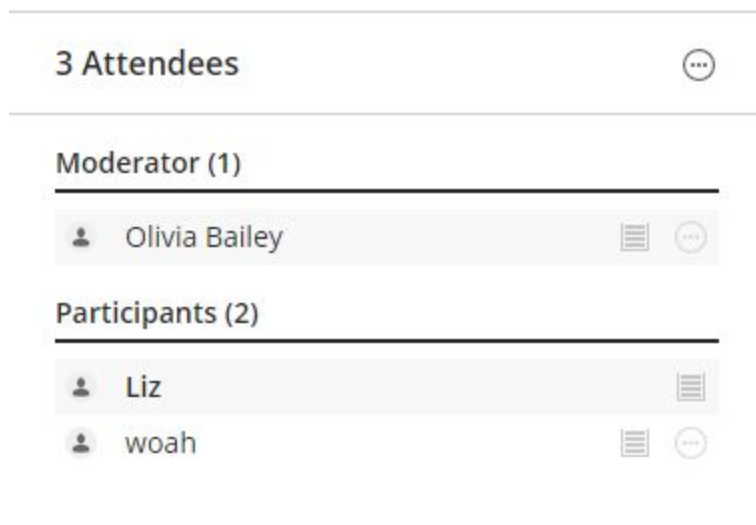 3 Attendees
Moderator (1)
Olivia Bailey
Participants (2)
Liz
woah